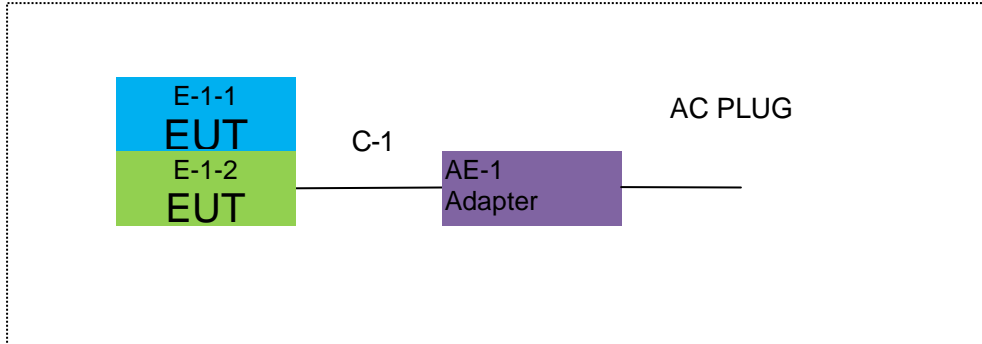 E-1-1
EUT
E-1-2
EUT
C-1
AE-1
Adapter
AC PLUG